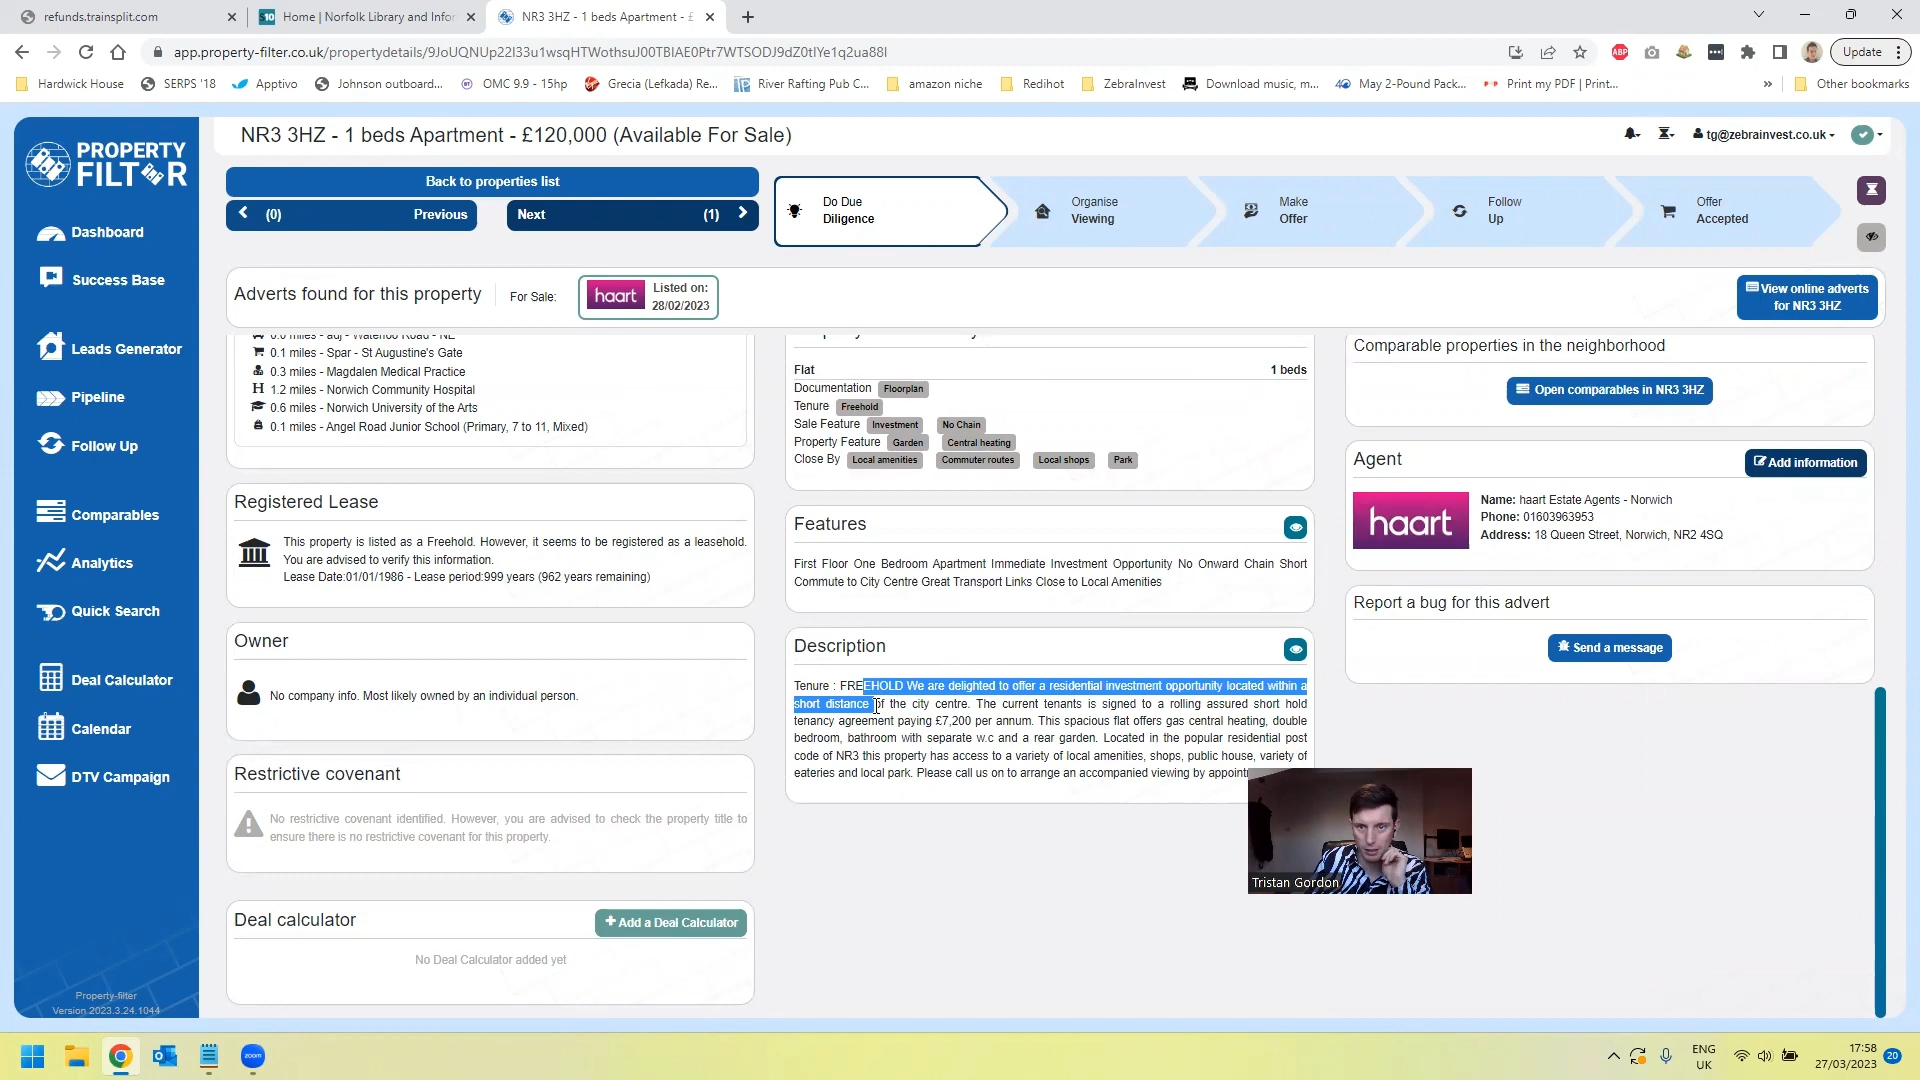 refunds.trainsplit.com
Home | Norfolk Library and Infor
NR3 3HZ - 1 beds Apartment - £
app.property-filter.co.uk/propertydetails/9JoUQNUp22I33u1wsqHTWothsuJ00TBIAE0Ptr7WTSODJ9dZ0tIYe1q2ua88I
Update
Hardwick House
SERPS '18
Apptivo
Johnson outboard...
OMC 9.9 - 15hp
Grecia (Lefkada) Re...
River Rafting Pub C...
amazon niche
Redihot
ZebraInvest
Download music, m...
May 2-Pound Pack...
Print my PDF | Print...
Other bookmarks
PROPERTY
FILTER
NR3 3HZ - 1 beds Apartment - £120,000 (Available For Sale)
tg@zebrainvest.co.uk
Back to properties list
(0) Previous
Next (1)
Do Due
Diligence
Organise
Viewing
Make
Offer
Follow
Up
Offer
Accepted
Dashboard
Success Base
Leads Generator
Pipeline
Follow Up
Comparables
Analytics
Quick Search
Deal Calculator
Calendar
DTV Campaign
Property-filter
Version 2023.3.24.1044
Adverts found for this property
For Sale:
haart
Listed on:
28/02/2023
View online adverts
for NR3 3HZ
0.1 miles - Spar - St Augustine's Gate
0.3 miles - Magdalen Medical Practice
H 1.2 miles - Norwich Community Hospital
0.6 miles - Norwich University of the Arts
0.1 miles - Angel Road Junior School (Primary, 7 to 11, Mixed)
Registered Lease
This property is listed as a Freehold. However, it seems to be registered as a leasehold.
You are advised to verify this information.
Lease Date:01/01/1986 - Lease period:999 years (962 years remaining)
Owner
No company info. Most likely owned by an individual person.
Restrictive covenant
No restrictive covenant identified. However, you are advised to check the property title to
ensure there is no restrictive covenant for this property.
Deal calculator
Add a Deal Calculator
No Deal Calculator added yet
Flat 1 beds
Documentation Floorplan
Tenure Freehold
Sale Feature Investment No Chain
Property Feature Garden Central heating
Close By Local amenities Commuter routes Local shops Park
Features
First Floor One Bedroom Apartment Immediate Investment Opportunity No Onward Chain Short
Commute to City Centre Great Transport Links Close to Local Amenities
Description
Tenure : FREEHOLD We are delighted to offer a residential investment opportunity located within a
short distance of the city centre. The current tenants is signed to a rolling assured short hold
tenancy agreement paying £7,200 per annum. This spacious flat offers gas central heating, double
bedroom, bathroom with separate w.c and a rear garden. Located in the popular residential post
code of NR3 this property has access to a variety of local amenities, shops, public house, variety of
eateries and local park. Please call us on to arrange an accompanied viewing by
Comparable properties in the neighborhood
Open comparables in NR3 3HZ
Agent
Add information
haart
Name: haart Estate Agents - Norwich
Phone: 01603963953
Address: 18 Queen Street, Norwich, NR2 4SQ
Report a bug for this advert
Send a message
Tristan Gordon
zoom
ENG
UK
17:58
27/03/2023
20